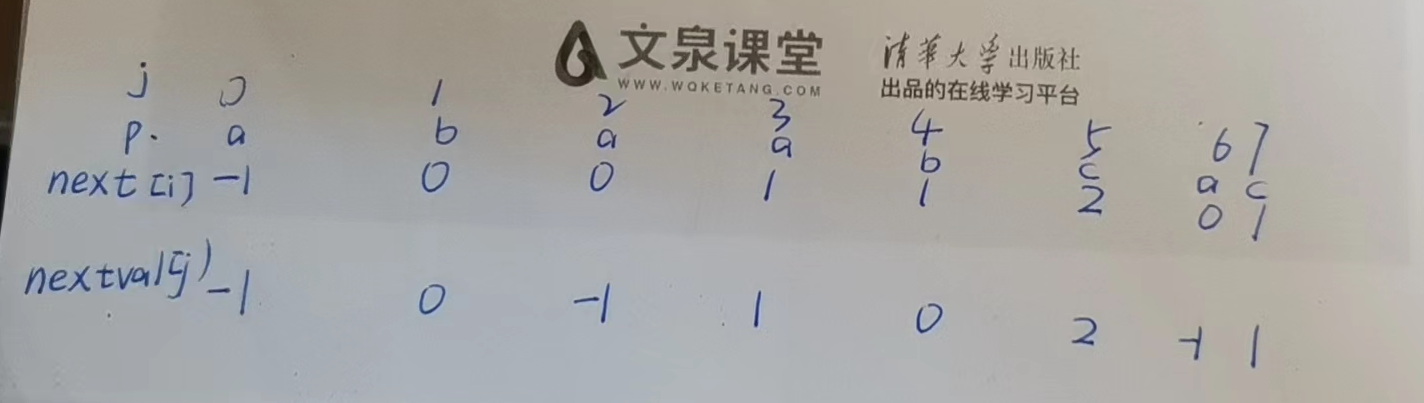 文泉课堂
WWW.WQKETANG.COM
清華大学出版社
出品的在线学习平台
j 0 1 2 3 4 5 6 7
p. a b a a b c a c
next[i] -1 0 0 1 1 2 0 1
nextval[j) -1 0 -1 1 0 2 -1 1